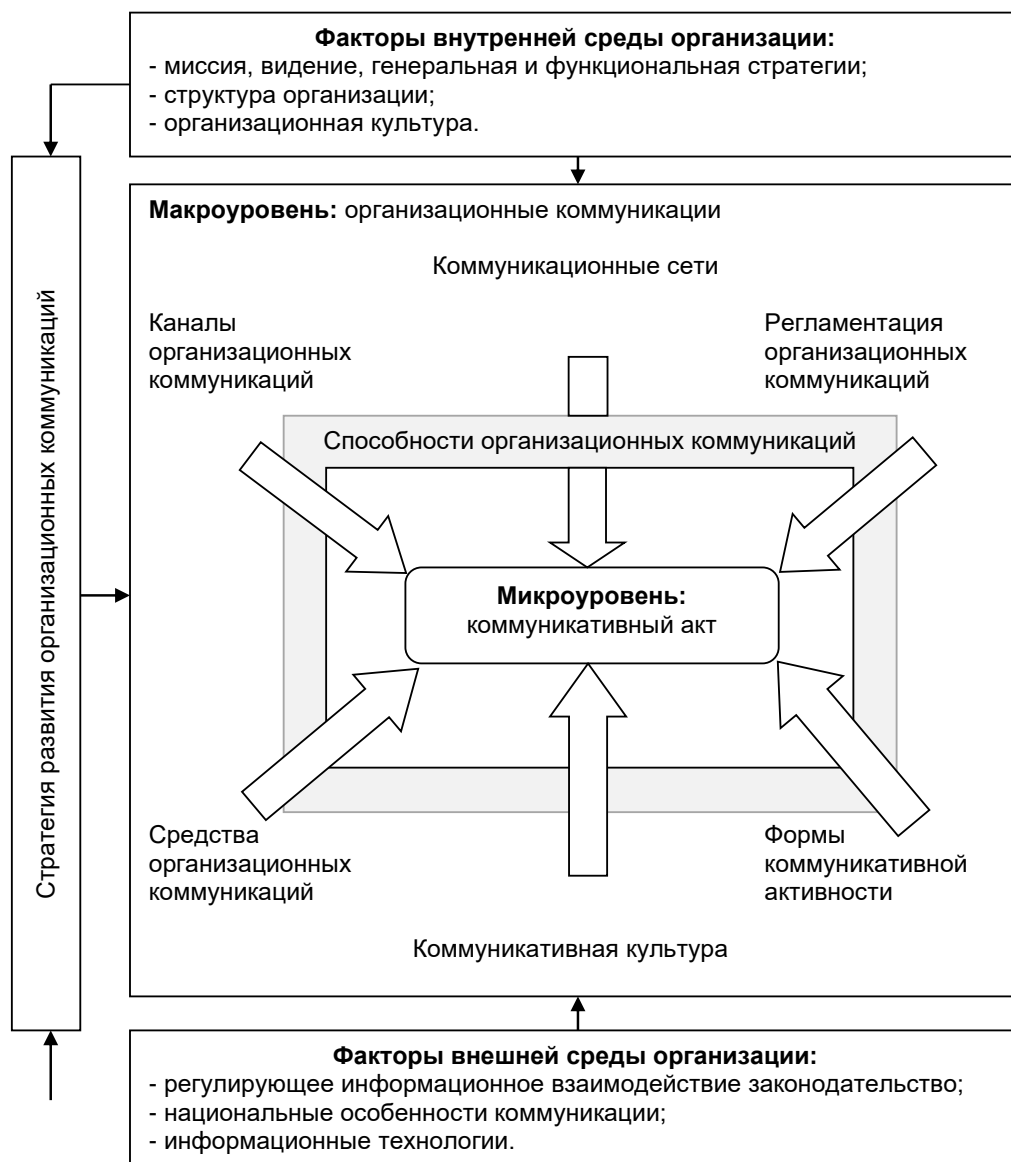 Факторы внутренней среды организации:
- миссия, видение, генеральная и функциональная стратегии;
- структура организации;
- организационная культура.
Стратегия развития организационных коммуникаций
Макроуровень: организационные коммуникации
Коммуникационные сети
Каналы
организационных
коммуникаций
Регламентация
организационных
коммуникаций
Способности организационных коммуникаций
Микроуровень:
коммуникативный акт
Средства
организационных
коммуникаций
Формы
коммуникативной
активности
Коммуникативная культура
Факторы внешней среды организации:
- регулирующее информационное взаимодействие законодательство;
- национальные особенности коммуникации;
- информационные технологии.